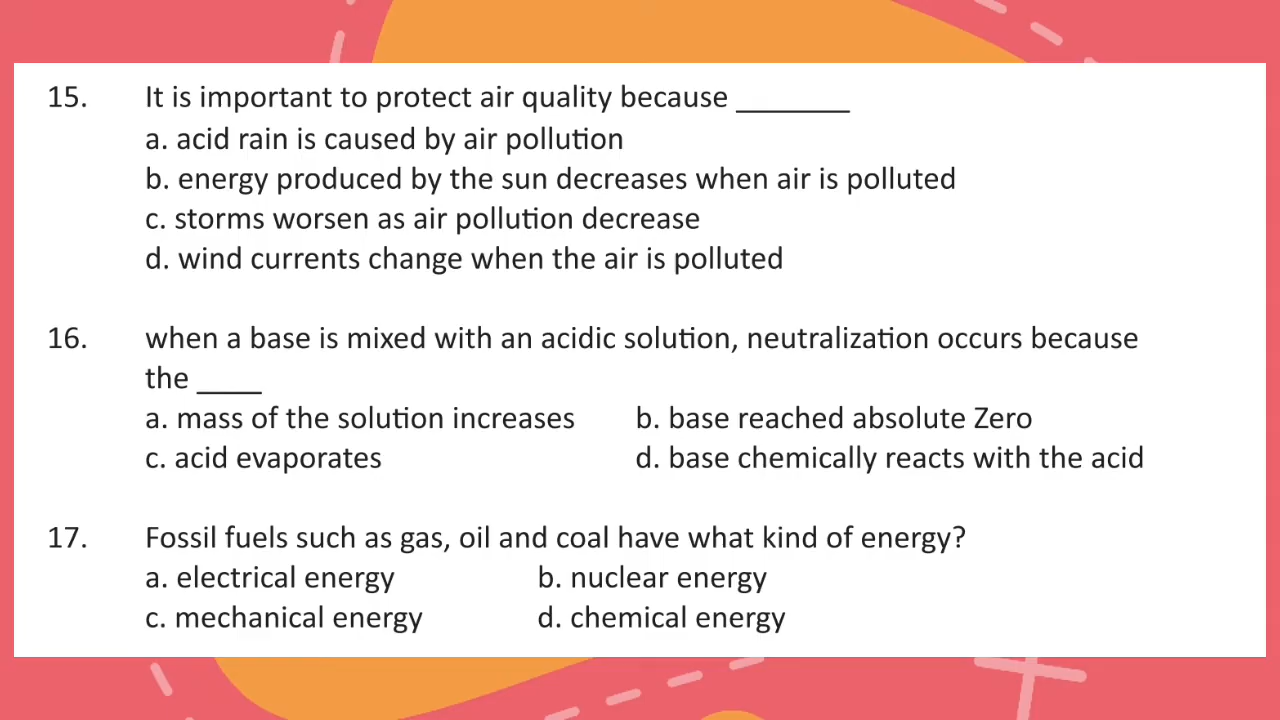 15. It is important to protect air quality because _______
a. acid rain is caused by air pollution
b. energy produced by the sun decreases when air is polluted
c. storms worsen as air pollution decrease
d. wind currents change when the air is polluted
16. when a base is mixed with an acidic solution, neutralization occurs because
the ____
a. mass of the solution increases b. base reached absolute Zero
c. acid evaporates d. base chemically reacts with the acid
17. Fossil fuels such as gas, oil and coal have what kind of energy?
a. electrical energy b. nuclear energy
c. mechanical energy d. chemical energy